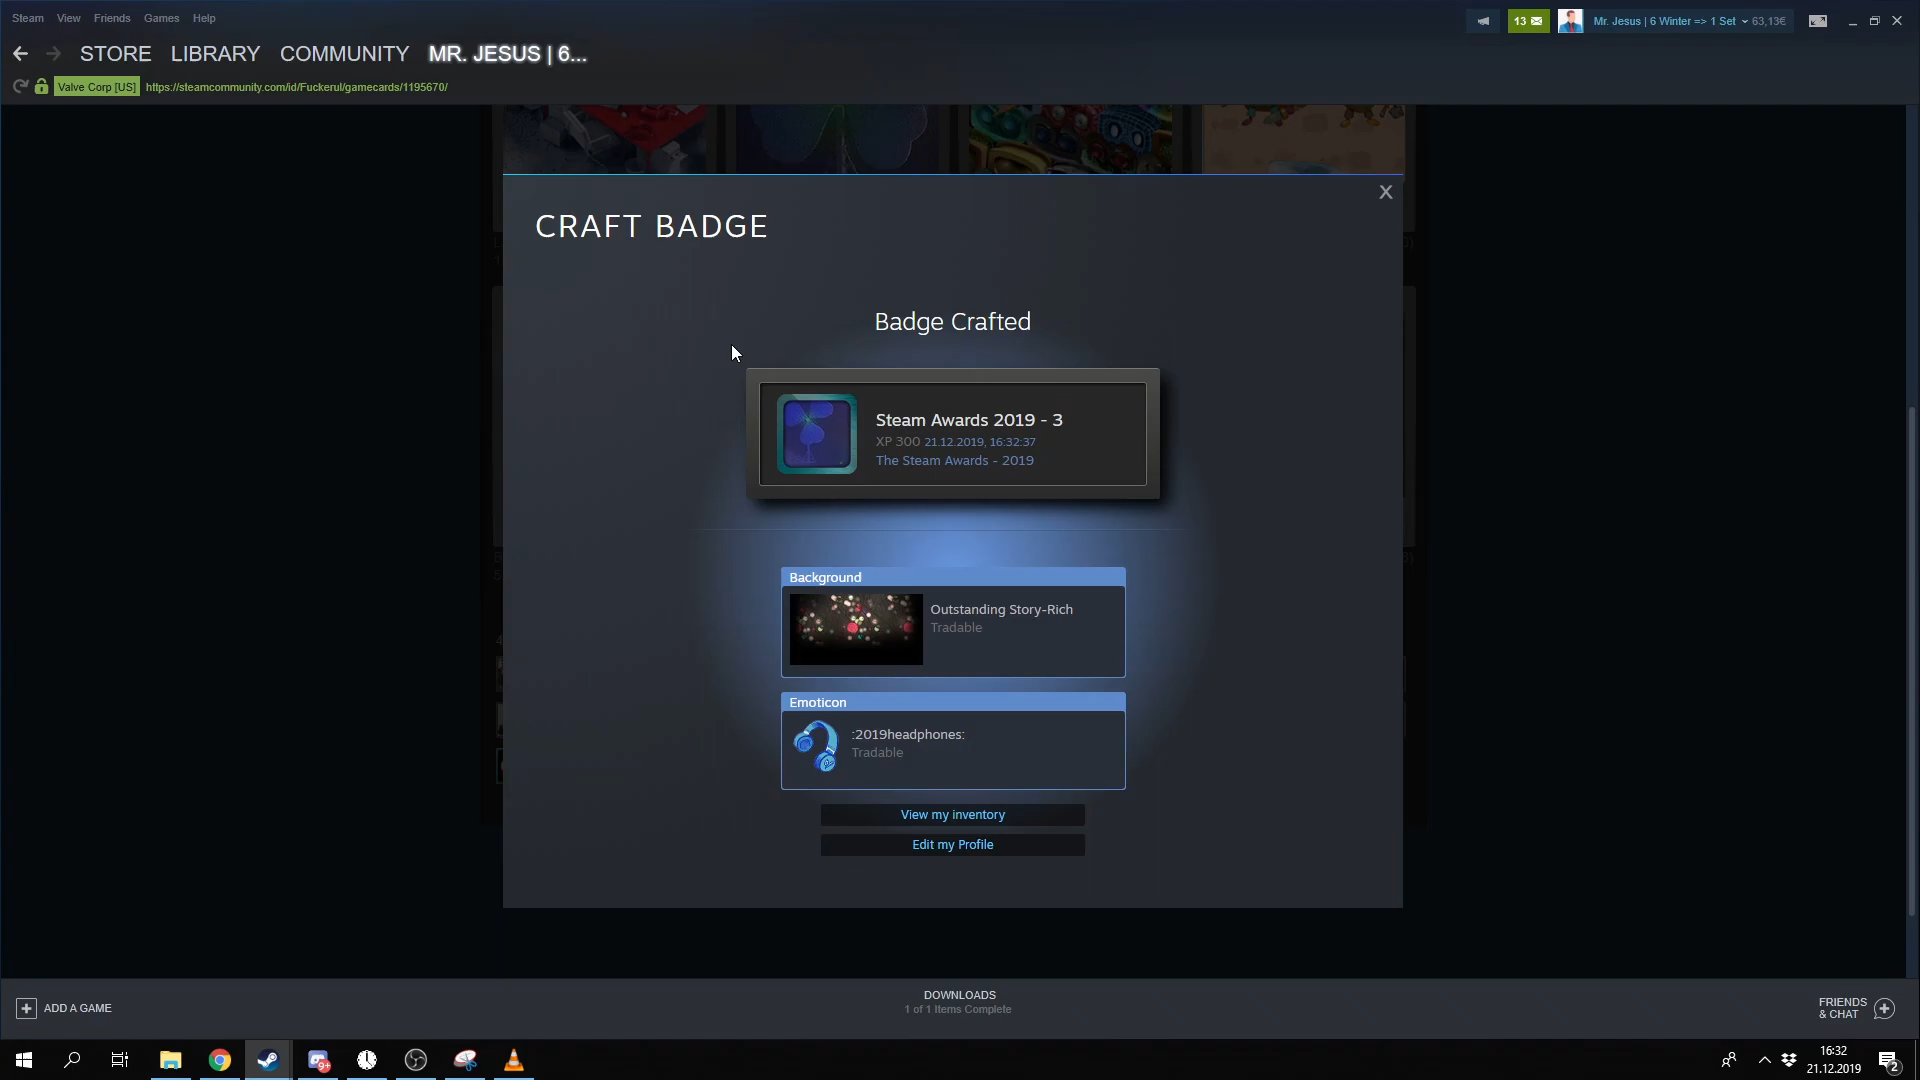 Steam View Friends Games Help
13
Mr. Jesus | 6 Winter => 1 Set 63,13€
STORE LIBRARY COMMUNITY MR. JESUS | 6...
Valve Corp [US] https://steamcommunity.com/id/Fuckerul/gamecards/1195670/
X
CRAFT BADGE
Badge Crafted
Steam Awards 2019 - 3
XP 300 21.12.2019, 16:32:37
The Steam Awards - 2019
Background
Outstanding Story-Rich
Tradable
Emoticon
:2019headphones:
Tradable
View my inventory
Edit my Profile
ADD A GAME
DOWNLOADS
1 of 1 Items Complete
FRIENDS
& CHAT
9+
16:32
21.12.2019
2